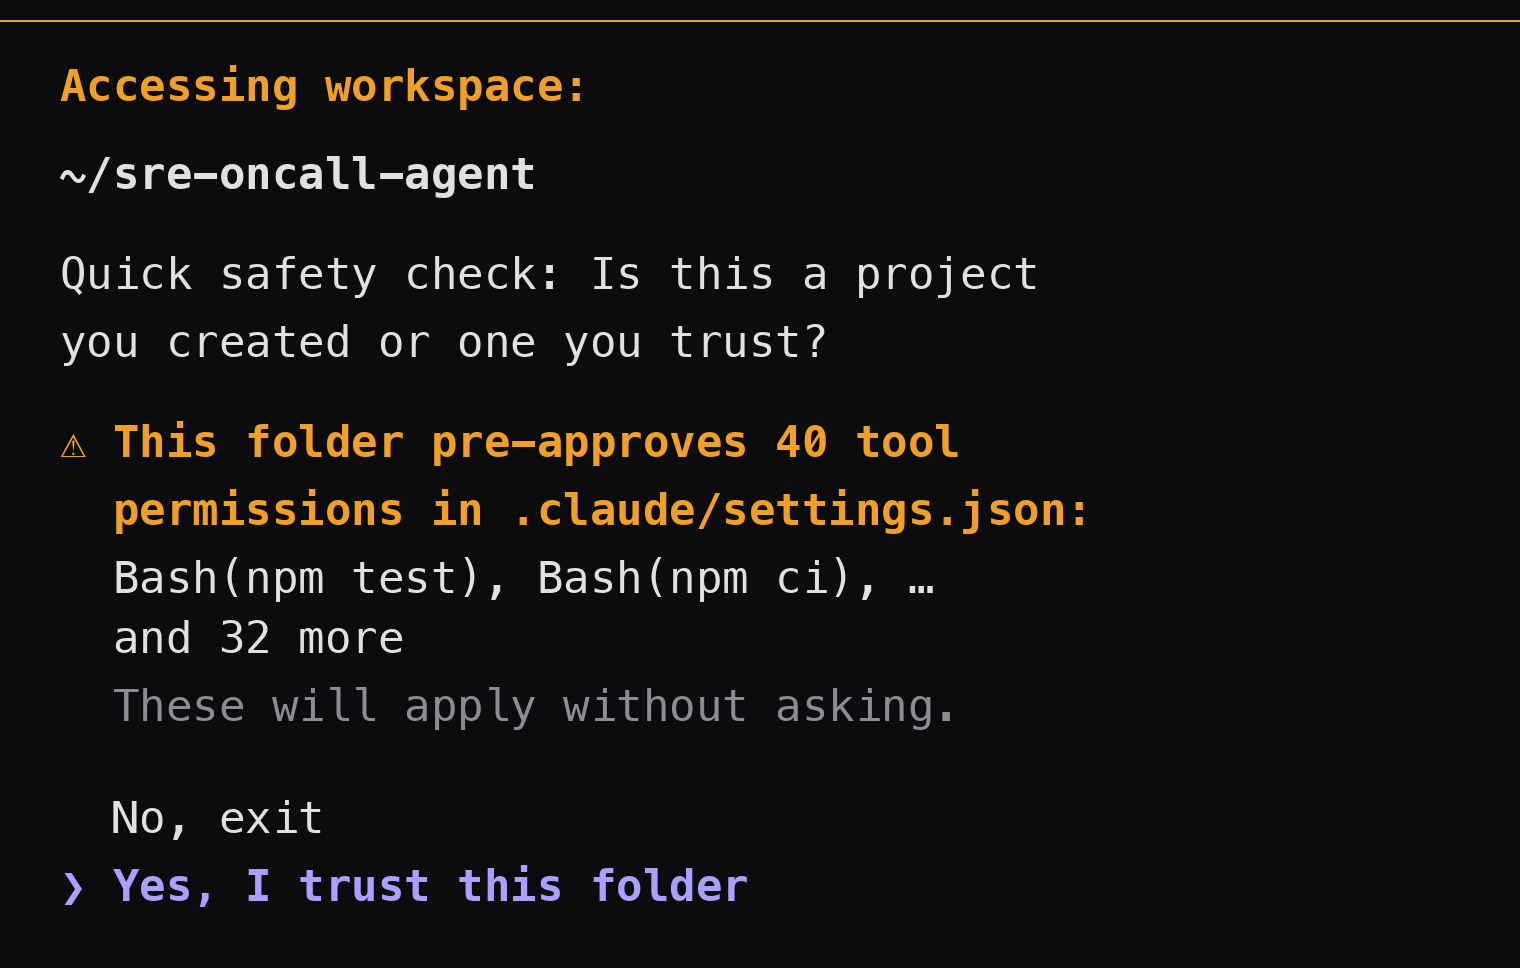 Accessing workspace:
~/sre-oncall-agent
Quick safety check: Is this a project
you created or one you trust?
⚠ This folder pre-approves 40 tool
permissions in .claude/settings.json:
Bash(npm test), Bash(npm ci), …
and 32 more
These will apply without asking.
No, exit
❯ Yes, I trust this folder